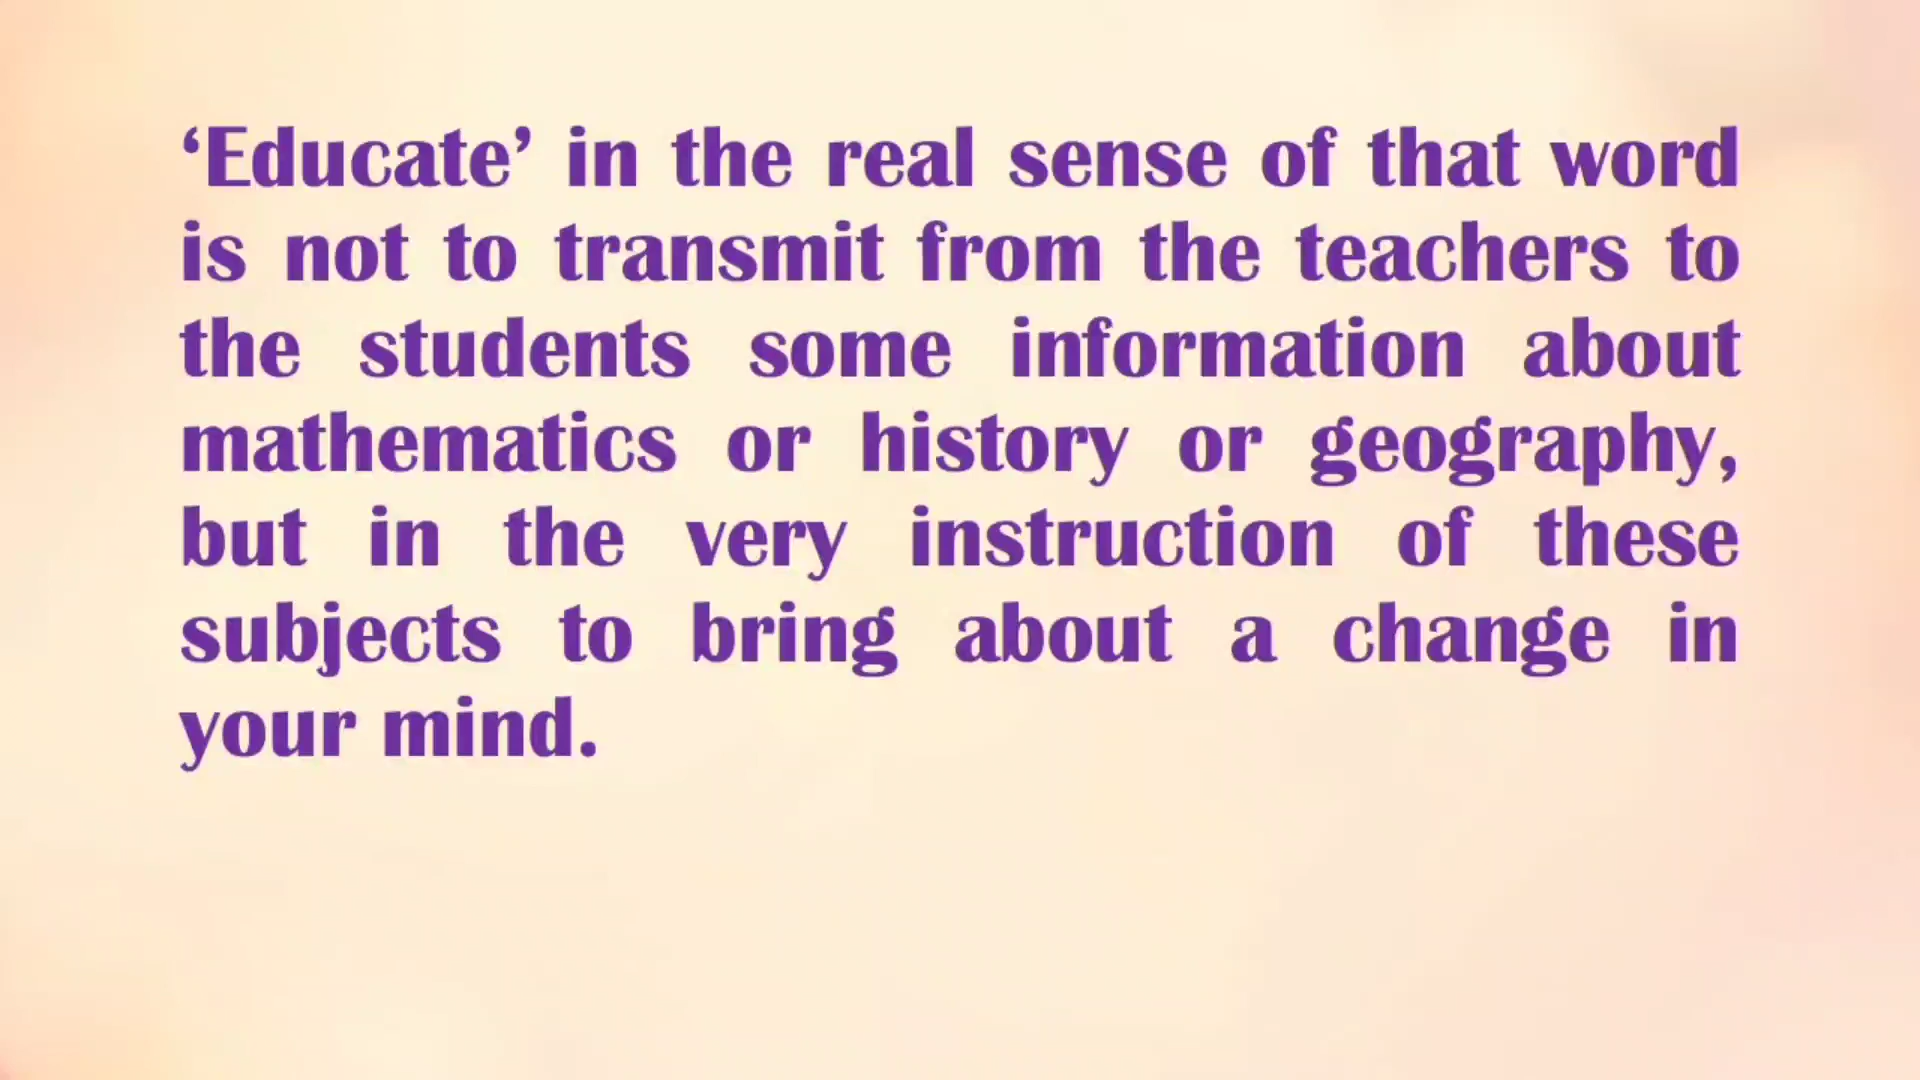 ‘Educate’ in the real sense of that word
is not to transmit from the teachers to
the students some information about
mathematics or history or geography,
but in the very instruction of these
subjects to bring about a change in
your mind.